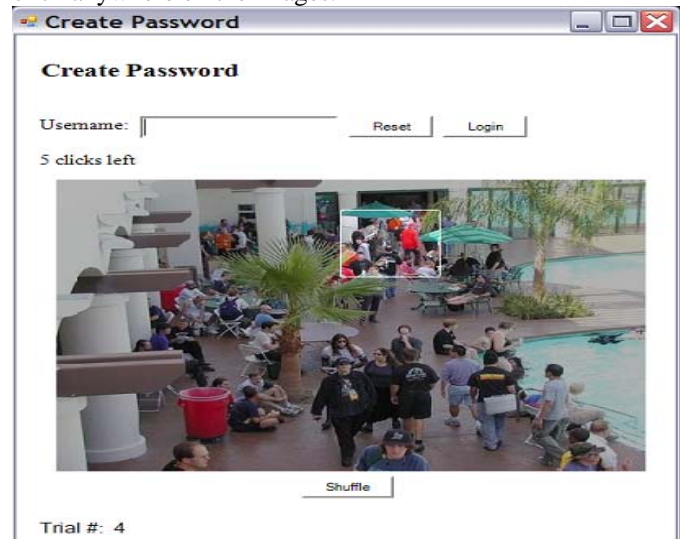 Create Password
Create Password
Username:
Reset
Login
5 clicks left
Shuffle
Trial #: 4